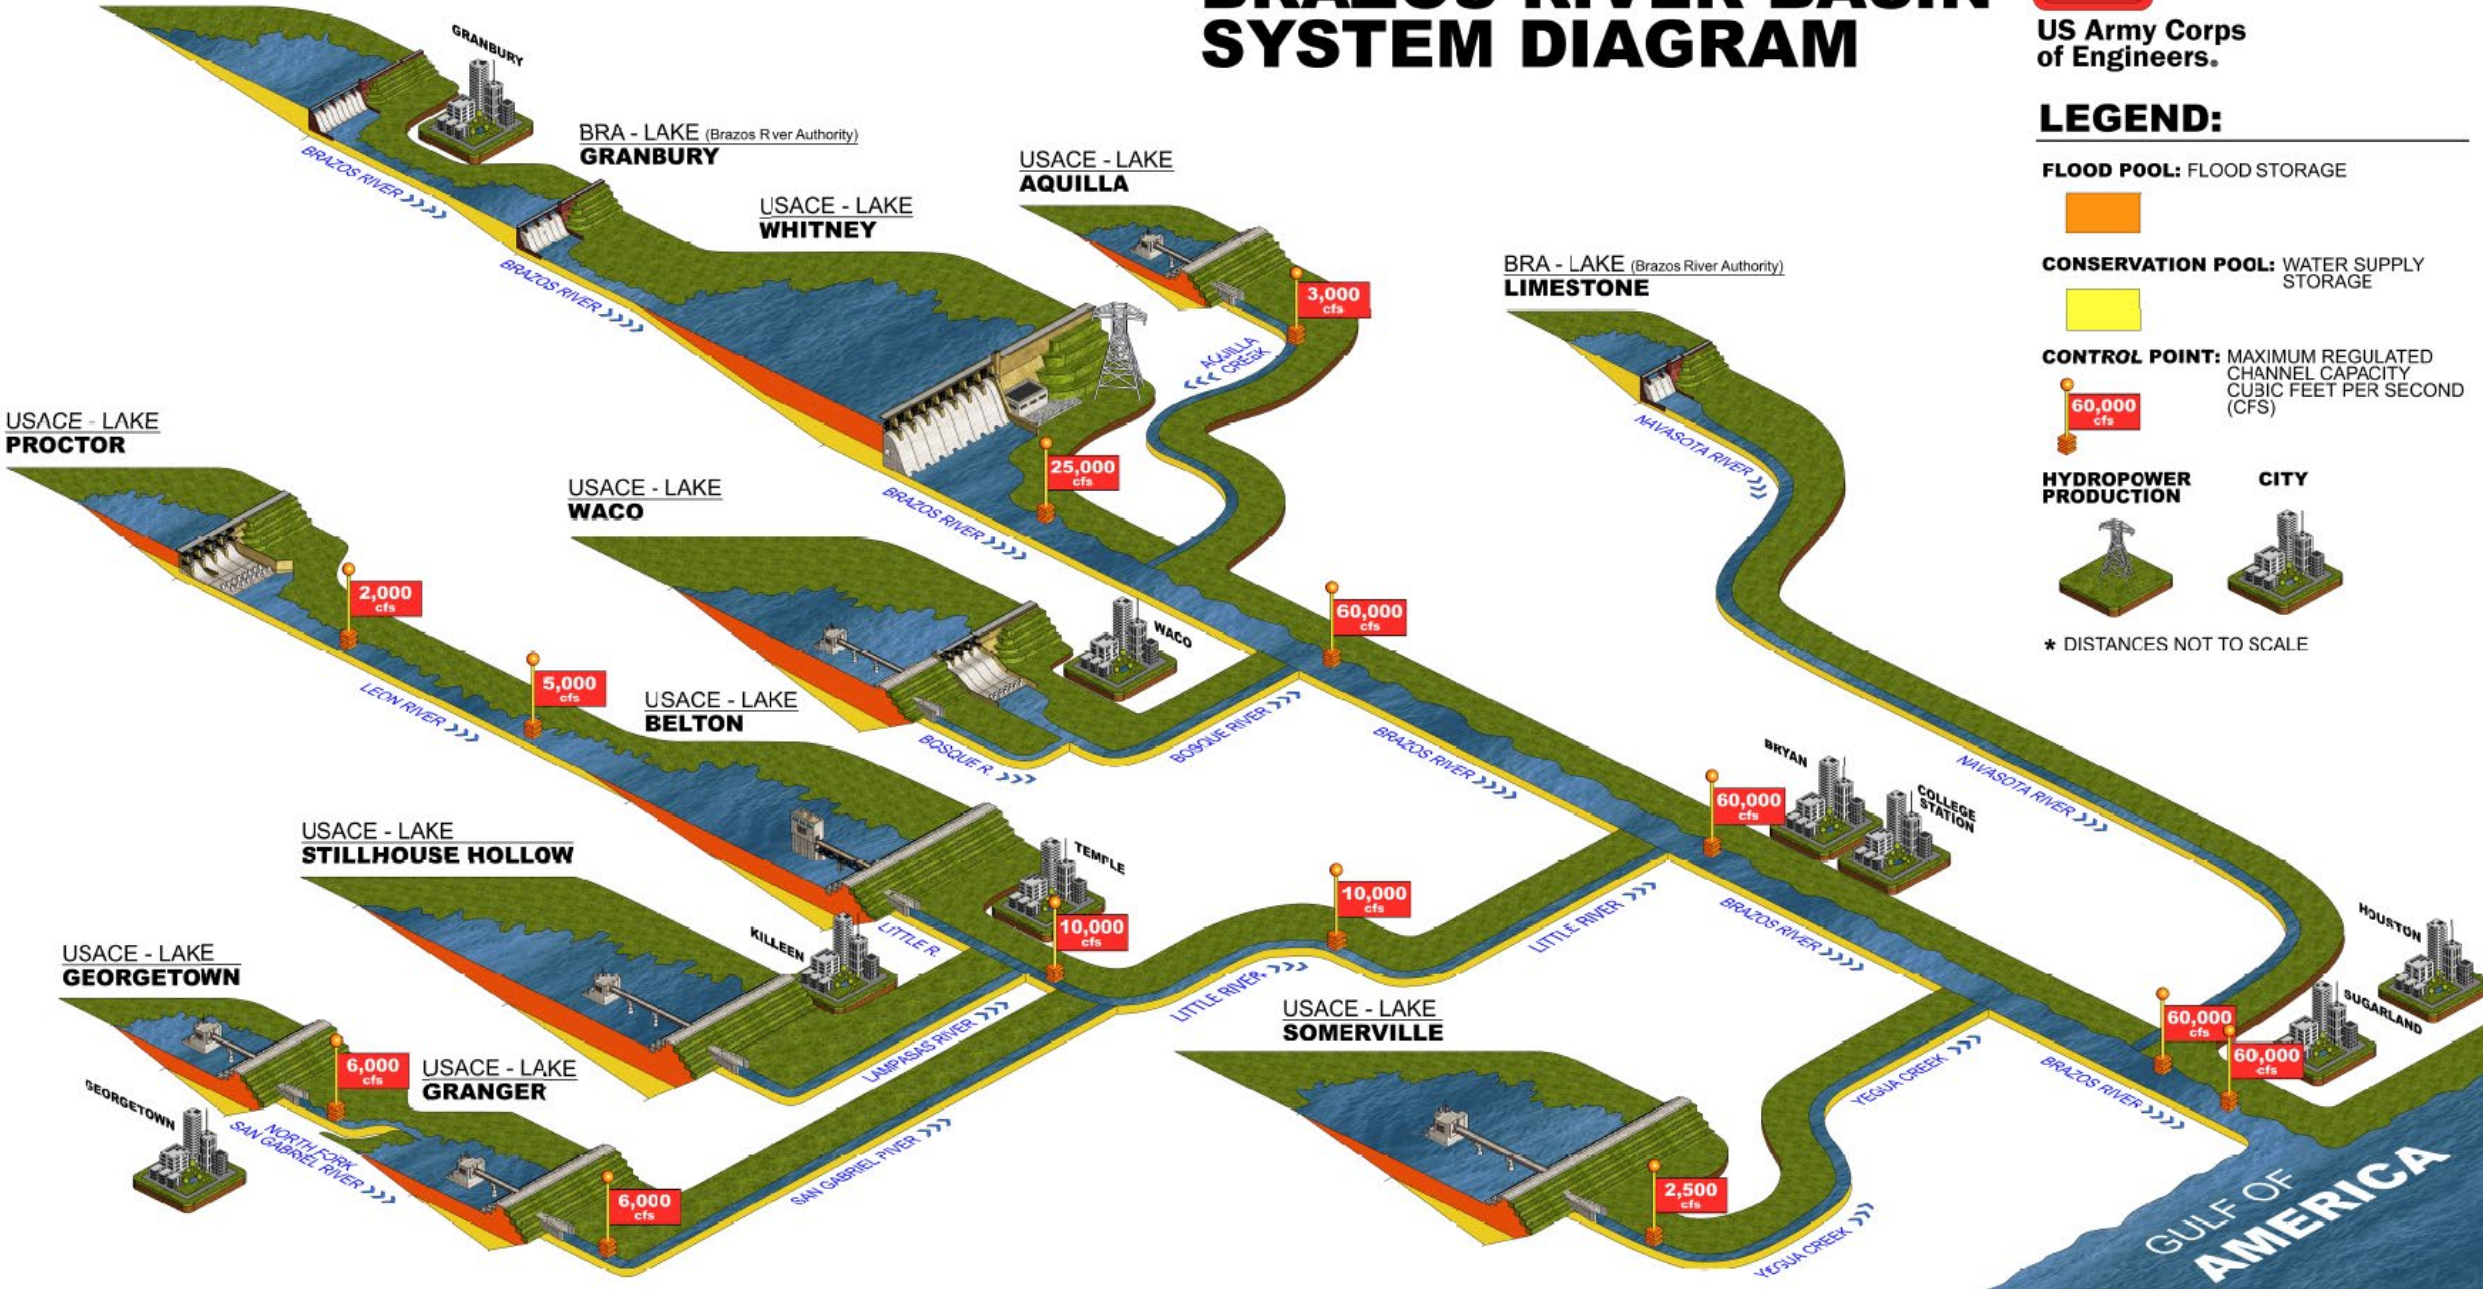 SYSTEM DIAGRAM
US Army Corps
of Engineers®
LEGEND:
FLOOD POOL: FLOOD STORAGE
CONSERVATION POOL: WATER SUPPLY
STORAGE
CONTROL POINT: MAXIMUM REGULATED
CHANNEL CAPACITY
CUBIC FEET PER SECOND
(CFS)
60,000
cfs
HYDROPOWER
PRODUCTION
CITY
* DISTANCES NOT TO SCALE
GRANBURY
BRAZOS RIVER
BRA - LAKE (Brazos River Authority)
GRANBURY
BRAZOS RIVER
USACE - LAKE
WHITNEY
USACE - LAKE
AQUILLA
3,000
cfs
AQUILLA
CREEK
25,000
cfs
BRAZOS RIVER
BRA - LAKE (Brazos River Authority)
LIMESTONE
NAVASOTA RIVER
USACE - LAKE
PROCTOR
2,000
cfs
LEON RIVER
5,000
cfs
USACE - LAKE
WACO
WACO
60,000
cfs
BOSQUE R.
BOSQUE RIVER
BRAZOS RIVER
USACE - LAKE
BELTON
TEMPLE
LITTLE R.
10,000
cfs
USACE - LAKE
STILLHOUSE HOLLOW
KILLEEN
LAMPASAS RIVER
LITTLE RIVER
10,000
cfs
LITTLE RIVER
60,000
cfs
BRYAN
COLLEGE
STATION
NAVASOTA RIVER
BRAZOS RIVER
USACE - LAKE
GEORGETOWN
6,000
cfs
GEORGETOWN
NORTH FORK
SAN GABRIEL RIVER
USACE - LAKE
GRANGER
6,000
cfs
SAN GABRIEL RIVER
USACE - LAKE
SOMERVILLE
2,500
cfs
YEGUA CREEK
YEGUA CREEK
BRAZOS RIVER
60,000
cfs
60,000
cfs
HOUSTON
SUGARLAND
GULF OF
AMERICA